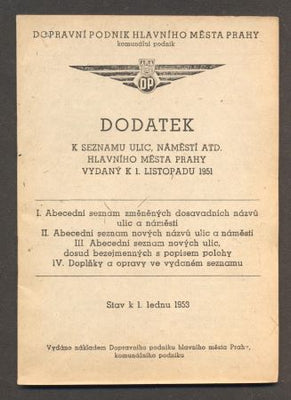 DOPRAVNÍ PODNIK HLAVNÍHO MĚSTA PRAHY
komunální podnik
DP
DODATEK
K SEZNAMU ULIC, NÁMĚSTÍ ATD.
HLAVNÍHO MĚSTA PRAHY
VYDANÝ K 1. LISTOPADU 1951
I. Abecední seznam změněných dosavadních názvů
ulic a náměstí
II. Abecední seznam nových názvů ulic a náměstí
III Abecední seznam nových ulic,
dosud bezejmenných s popisem polohy
IV. Doplňky a opravy ve vydaném seznamu
Stav k 1. lednu 1953
Vydáno nákladem Dopravního podniku hlavního města Prahy,
komunálního podniku